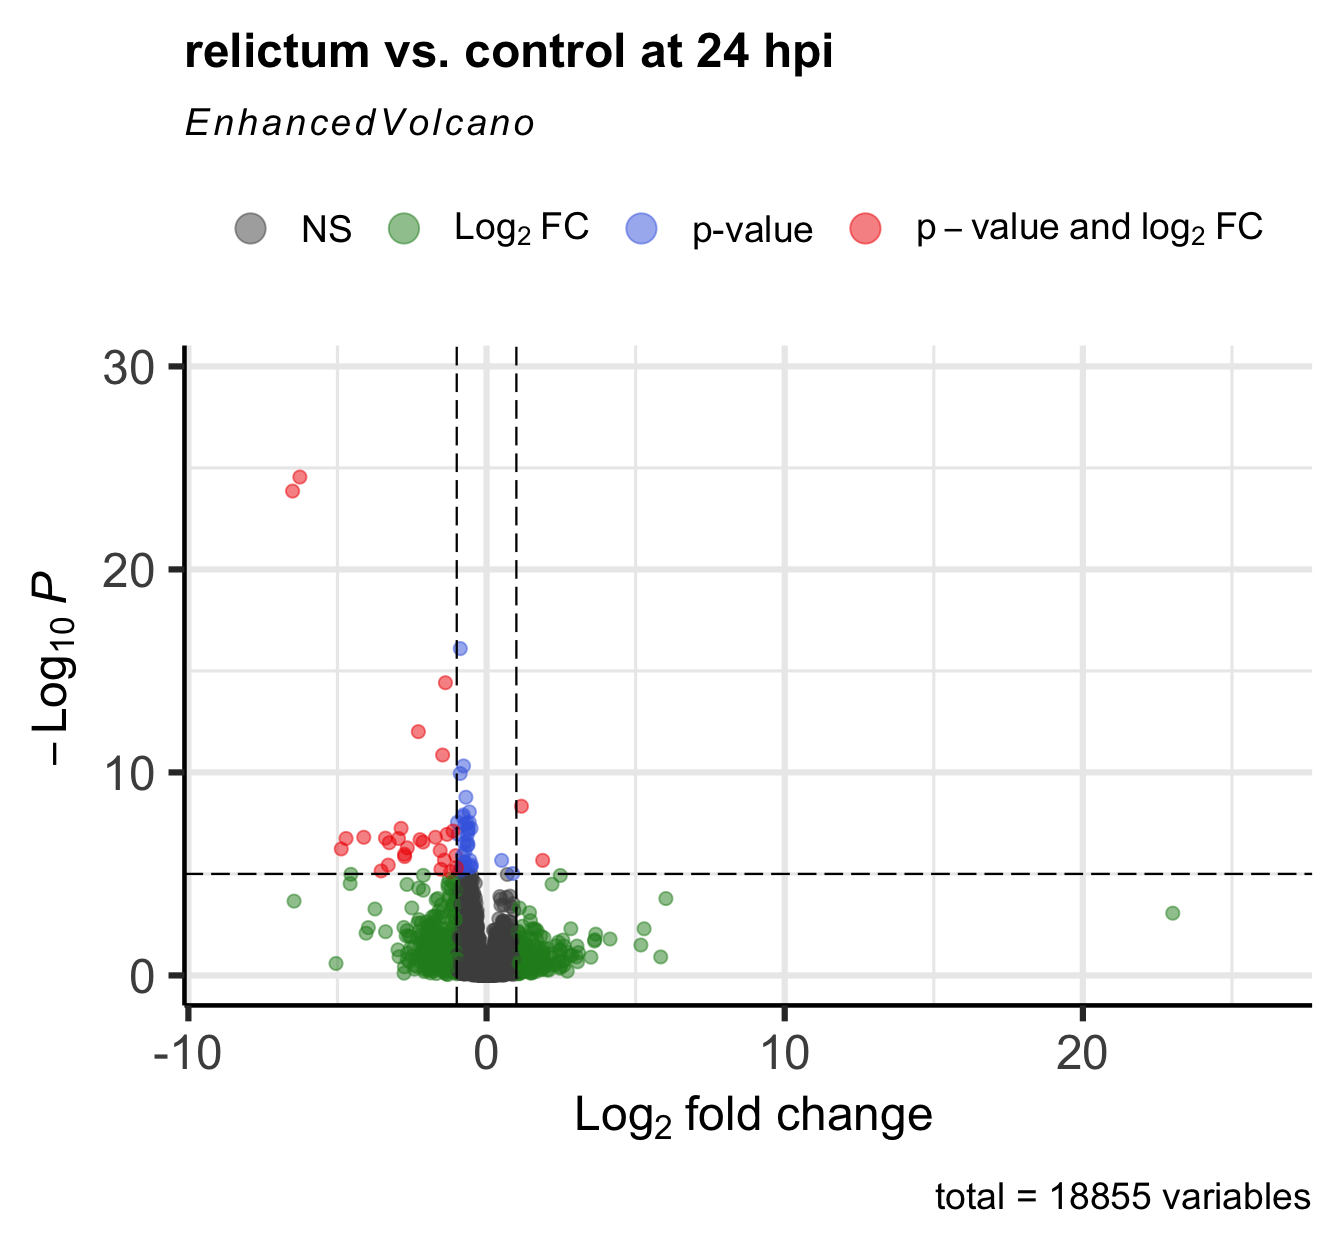 relictum vs. control at 24 hpi
EnhancedVolcano
NS Log₂ FC p-value p – value and log₂ FC
30
20
10
0
–Log₁₀ P
-10 0 10 20
Log₂ fold change
total = 18855 variables